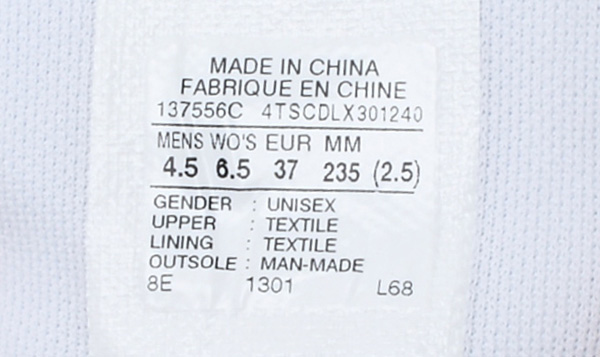 MADE IN CHINA
FABRIQUE EN CHINE
137556C 4TSCDLX301240
MENS WO'S EUR MM
4.5 6.5 37 235 (2.5)
GENDER : UNISEX
UPPER : TEXTILE
LINING : TEXTILE
OUTSOLE : MAN-MADE
8E 1301 L68